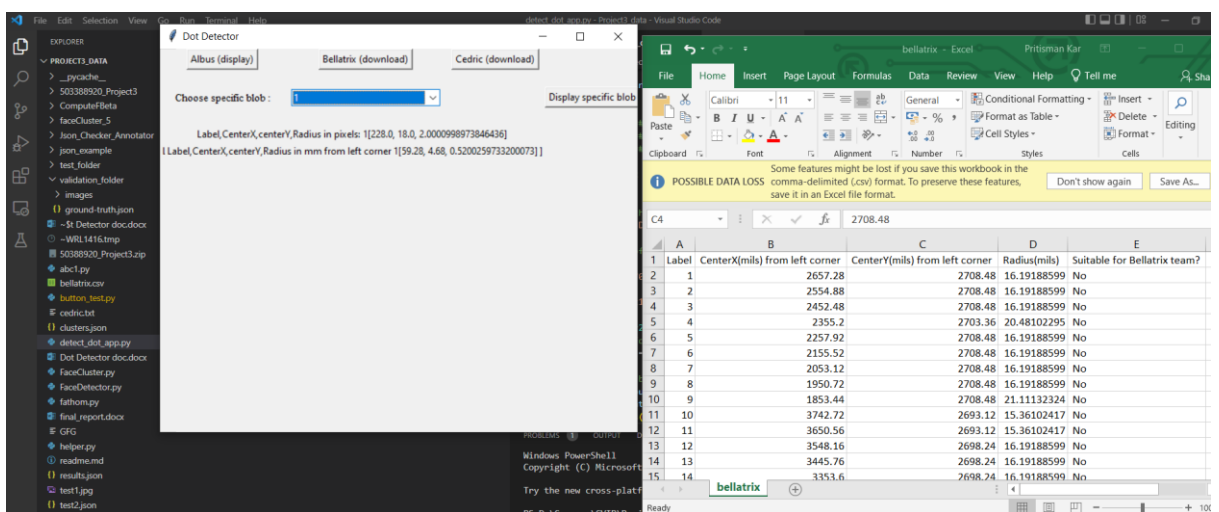 File Edit Selection View Go Run Terminal Help
detect_dot_app.py - Project3_data - Visual Studio Code
EXPLORER
PROJECT3_DATA
__pycache__
503388920_Project3
ComputeFBeta
faceCluster_5
Json_Checker_Annotator
json_example
test_folder
validation_folder
images
{} ground-truth.json
~$t Detector doc.docx
~WRL1416.tmp
50388920_Project3.zip
abc1.py
bellatrix.csv
button_test.py
cedric.txt
{} clusters.json
detect_dot_app.py
Dot Detector doc.docx
FaceCluster.py
FaceDetector.py
fathom.py
final_report.docx
GFG
helper.py
readme.md
{} results.json
test1.jpg
{} test2.json
Dot Detector
Albus (display) Bellatrix (download) Cedric (download)
Choose specific blob : 1 Display specific blob
Label,CenterX,centerY,Radius in pixels: 1[228.0, 18.0, 2.0000998973846436]
[ Label,CenterX,centerY,Radius in mm from left corner 1[59.28, 4.68, 0.5200259733200073] ]
PROBLEMS 1 OUTPUT
Windows PowerShell
Copyright (C) Microsoft
Try the new cross-platf
bellatrix - Excel Pritisman Kar
File Home Insert Page Layout Formulas Data Review View Help Tell me Sha
Paste
Calibri 11
B I U
General
Conditional Formatting
Format as Table
Cell Styles
Insert
Delete
Format
Editing
Clipboard Font Alignment Number Styles Cells
POSSIBLE DATA LOSS Some features might be lost if you save this workbook in the comma-delimited (.csv) format. To preserve these features, save it in an Excel file format. Don't show again Save As...
C4 fx 2708.48
A B C D E
1 Label CenterX(mils) from left corner CenterY(mils) from left corner Radius(mils) Suitable for Bellatrix team?
2 1 2657.28 2708.48 16.19188599 No
3 2 2554.88 2708.48 16.19188599 No
4 3 2452.48 2708.48 16.19188599 No
5 4 2355.2 2703.36 20.48102295 No
6 5 2257.92 2708.48 16.19188599 No
7 6 2155.52 2708.48 16.19188599 No
8 7 2053.12 2708.48 16.19188599 No
9 8 1950.72 2708.48 16.19188599 No
10 9 1853.44 2708.48 21.11132324 No
11 10 3742.72 2693.12 15.36102417 No
12 11 3650.56 2693.12 15.36102417 No
13 12 3548.16 2698.24 16.19188599 No
14 13 3445.76 2698.24 16.19188599 No
15 14 3353.6 2698.24 16.19188599 No
bellatrix
Ready
100